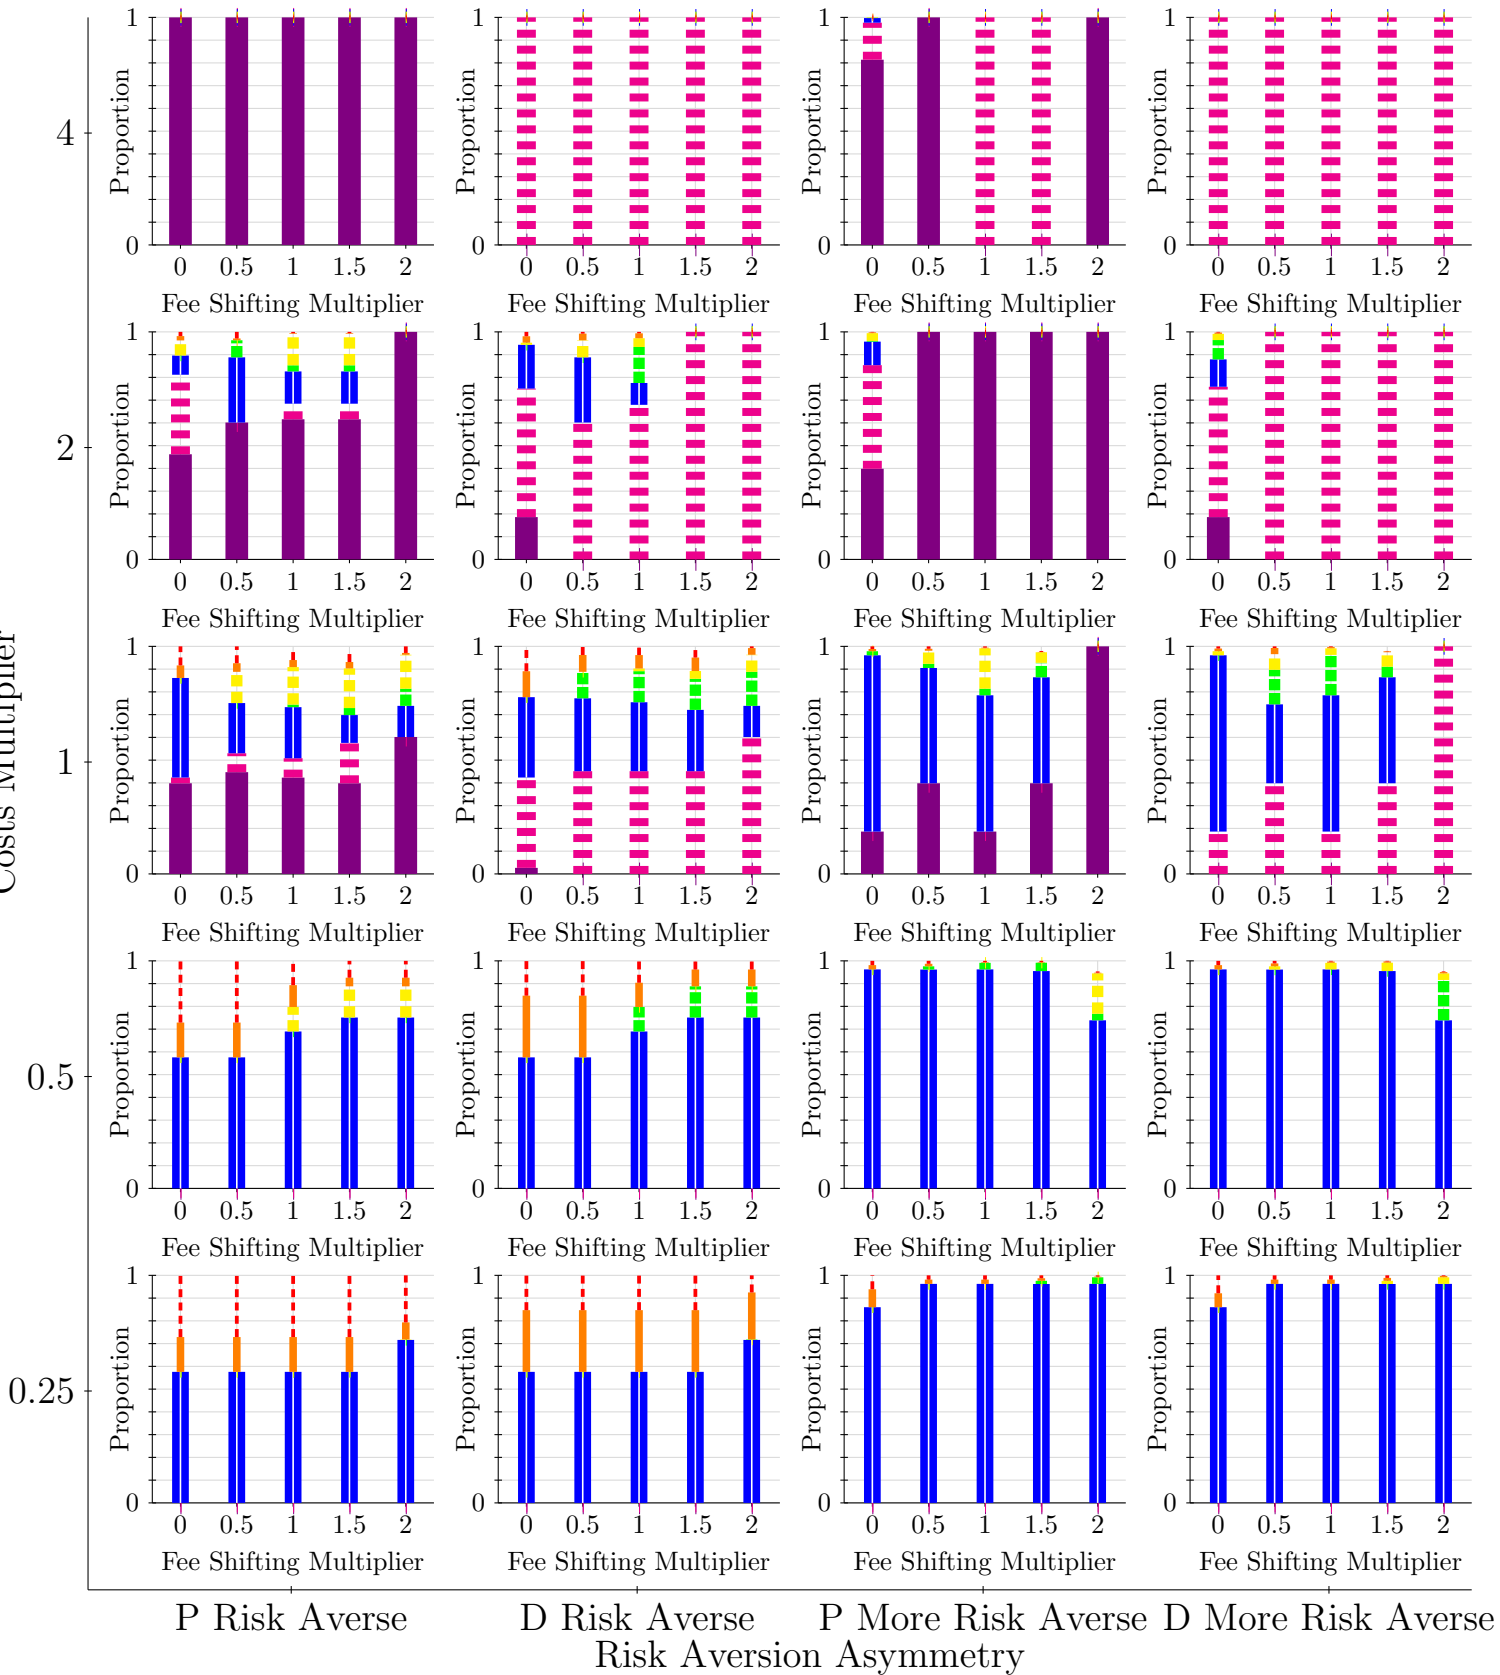 Costs Multiplier
4
1
0
Proportion
0 0.5 1 1.5 2
Fee Shifting Multiplier
1
0
Proportion
0 0.5 1 1.5 2
Fee Shifting Multiplier
1
0
Proportion
0 0.5 1 1.5 2
Fee Shifting Multiplier
1
0
Proportion
0 0.5 1 1.5 2
Fee Shifting Multiplier
2
1
0
Proportion
0 0.5 1 1.5 2
Fee Shifting Multiplier
1
0
Proportion
0 0.5 1 1.5 2
Fee Shifting Multiplier
1
0
Proportion
0 0.5 1 1.5 2
Fee Shifting Multiplier
1
0
Proportion
0 0.5 1 1.5 2
Fee Shifting Multiplier
1
1
0
Proportion
0 0.5 1 1.5 2
Fee Shifting Multiplier
1
0
Proportion
0 0.5 1 1.5 2
Fee Shifting Multiplier
1
0
Proportion
0 0.5 1 1.5 2
Fee Shifting Multiplier
1
0
Proportion
0 0.5 1 1.5 2
Fee Shifting Multiplier
0.5
1
0
Proportion
0 0.5 1 1.5 2
Fee Shifting Multiplier
1
0
Proportion
0 0.5 1 1.5 2
Fee Shifting Multiplier
1
0
Proportion
0 0.5 1 1.5 2
Fee Shifting Multiplier
1
0
Proportion
0 0.5 1 1.5 2
Fee Shifting Multiplier
0.25
1
0
Proportion
0 0.5 1 1.5 2
Fee Shifting Multiplier
1
0
Proportion
0 0.5 1 1.5 2
Fee Shifting Multiplier
1
0
Proportion
0 0.5 1 1.5 2
Fee Shifting Multiplier
1
0
Proportion
0 0.5 1 1.5 2
Fee Shifting Multiplier
P Risk Averse
D Risk Averse
P More Risk Averse
D More Risk Averse
Risk Aversion Asymmetry